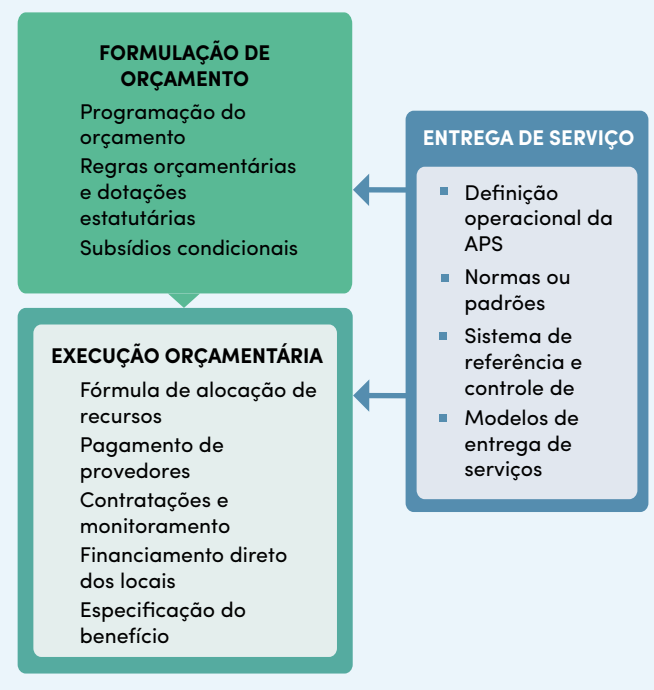 FORMULAÇÃO DE
ORÇAMENTO
Programação do
orçamento
Regras orçamentárias
e dotações
estatutárias
Subsídios condicionais
EXECUÇÃO ORÇAMENTÁRIA
Fórmula de alocação de
recursos
Pagamento de
provedores
Contratações e
monitoramento
Financiamento direto
dos locais
Especificação do
benefício
ENTREGA DE SERVIÇO
Definição
operacional da
APS
Normas ou
padrões
Sistema de
referência e
controle de
Modelos de
entrega de
serviços